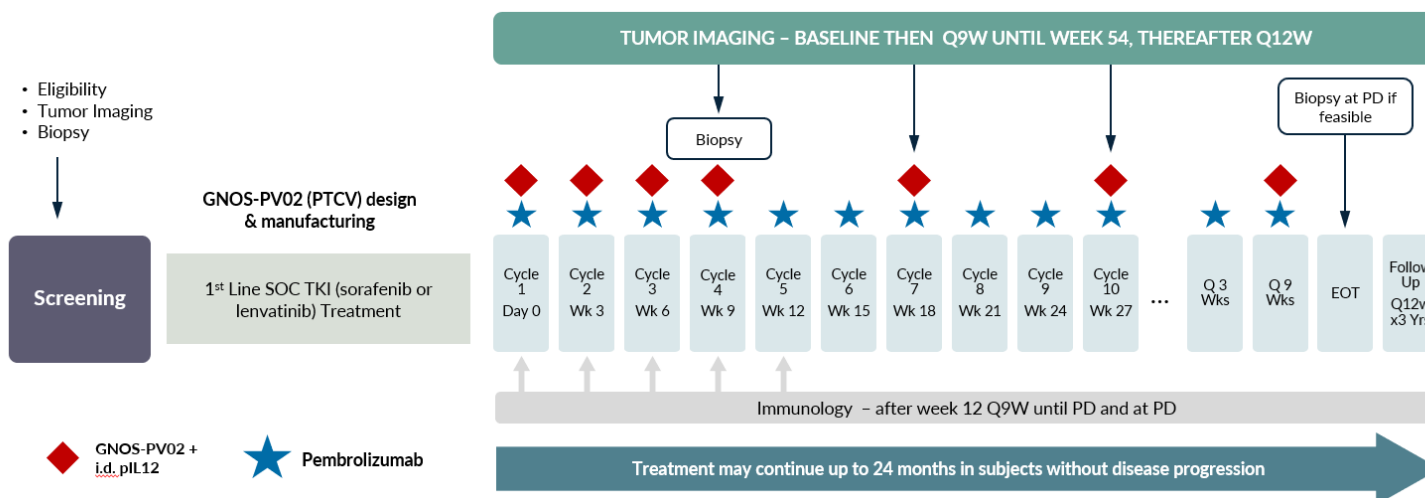 TUMOR IMAGING – BASELINE THEN Q9W UNTIL WEEK 54, THEREAFTER Q12W
• Eligibility
• Tumor Imaging
• Biopsy
Biopsy
Biopsy at PD if
feasible
GNOS-PV02 (PTCV) design
& manufacturing
Screening
1st Line SOC TKI (sorafenib or
lenvatinib) Treatment
Cycle
1
Day 0
Cycle
2
Wk 3
Cycle
3
Wk 6
Cycle
4
Wk 9
Cycle
5
Wk 12
Cycle
6
Wk 15
Cycle
7
Wk 18
Cycle
8
Wk 21
Cycle
9
Wk 24
Cycle
10
Wk 27
...
Q 3
Wks
Q 9
Wks
EOT
Follow
Up
Q12w
x3 Yrs
Immunology – after week 12 Q9W until PD and at PD
GNOS-PV02 +
i.d. pIL12
Pembrolizumab
Treatment may continue up to 24 months in subjects without disease progression